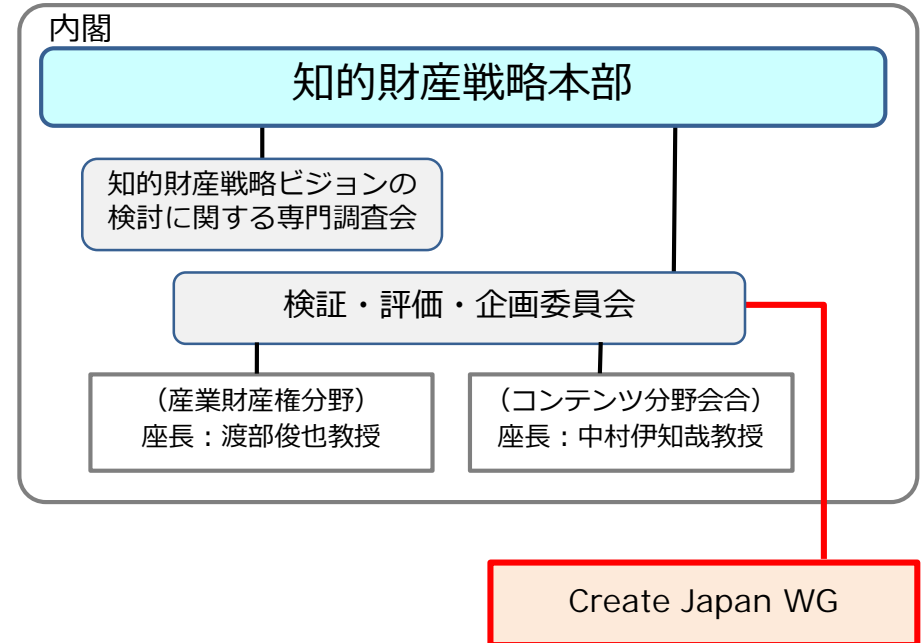 内閣
知的財産戦略本部
知的財産戦略ビジョンの
検討に関する専門調査会
検証・評価・企画委員会
（産業財産権分野）
座長：渡部俊也教授
（コンテンツ分野会合）
座長：中村伊知哉教授
Create Japan WG